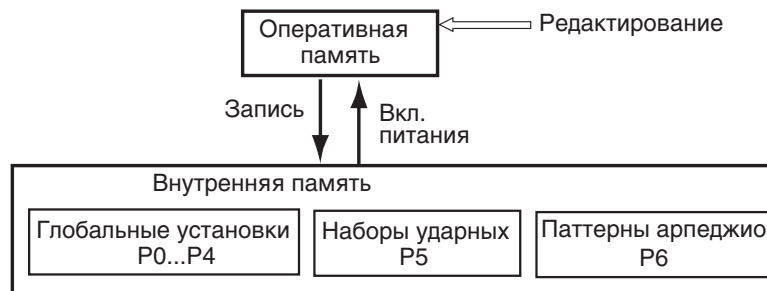 Оперативная
память
Редактирование
Запись
Вкл.
питания
Внутренняя память
Глобальные установки
P0...P4
Наборы ударных
P5
Паттерны арпеджио
P6